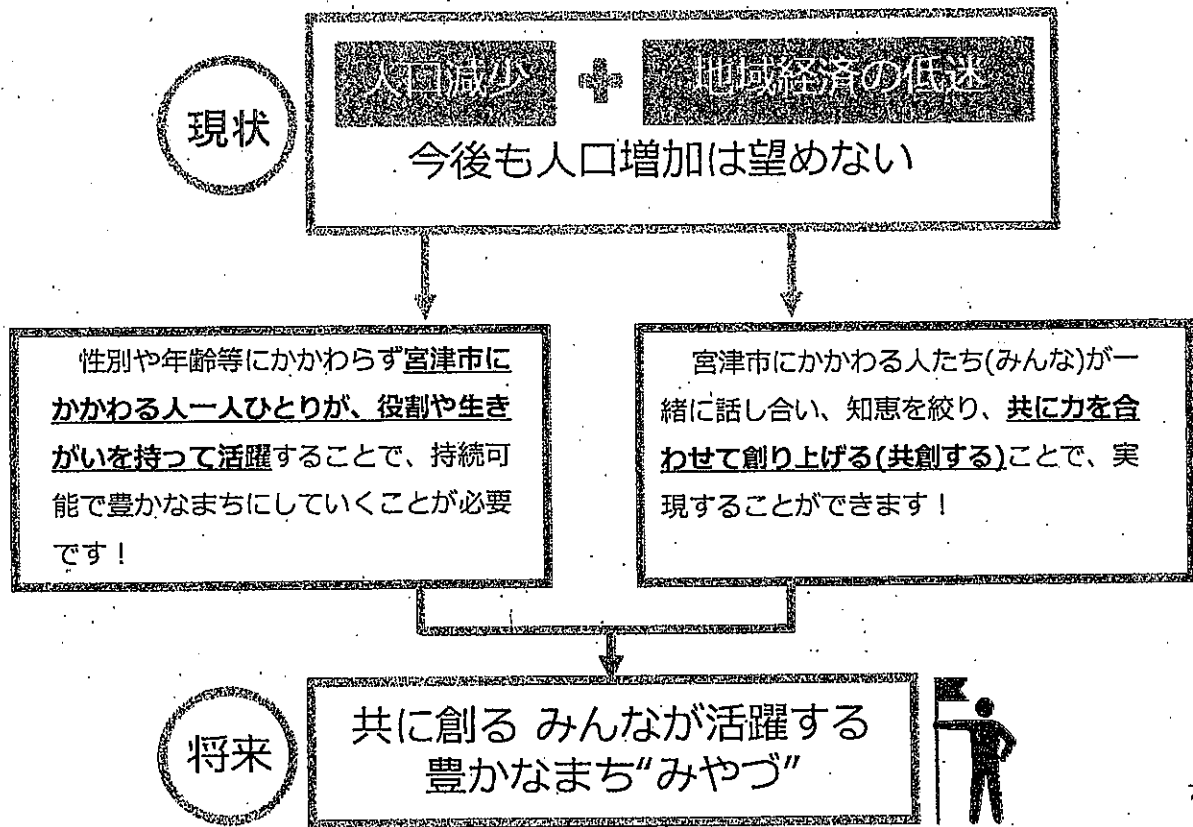 現状
人口減少 + 地域経済の低迷
今後も人口増加は望めない
性別や年齢等にかかわらず宮津市に
かかわる人一人ひとりが、役割や生き
がいを持って活躍することで、持続可
能で豊かなまちにしていくことが必要
です！
宮津市にかかわる人たち(みんな)が一
緒に話し合い、知恵を絞り、共に力を合
わせて創り上げる(共創する)ことで、実
現することができます！
将来
共に創る みんなが活躍する
豊かなまち“みやづ”